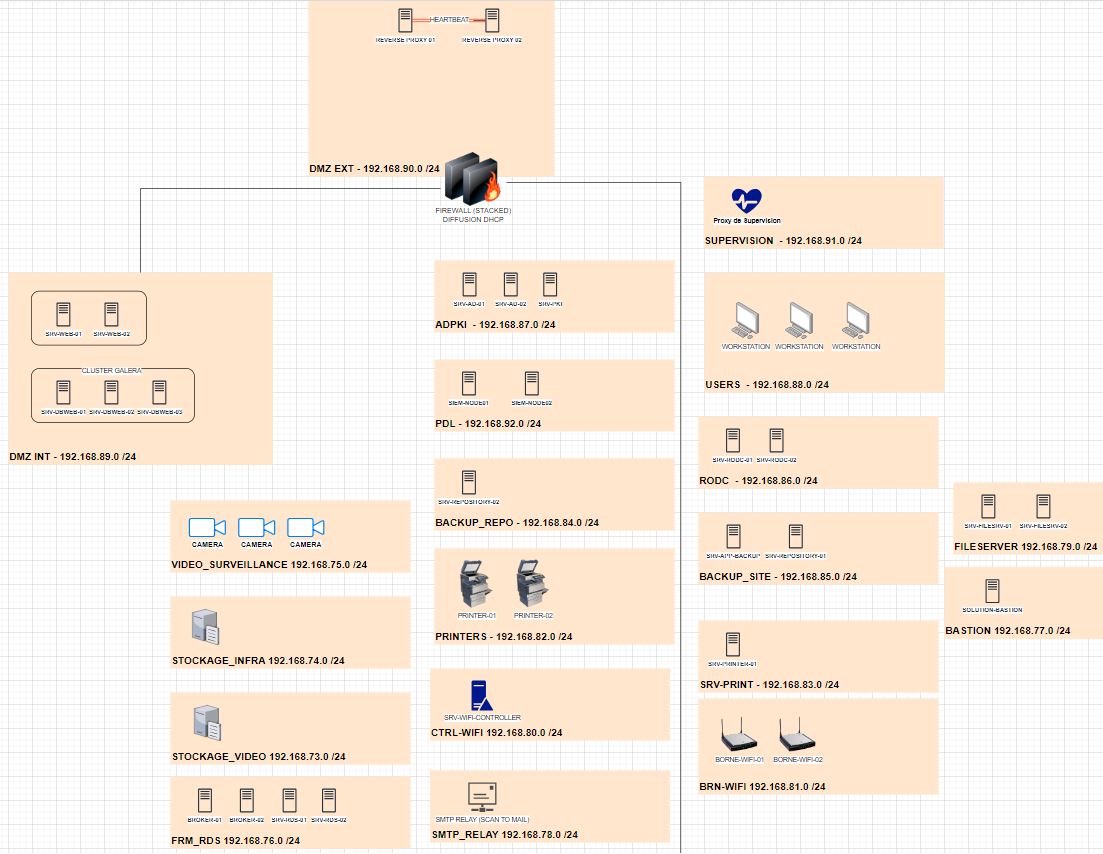 HEARTBEAT
REVERSE PROXY 01
REVERSE PROXY 02
DMZ EXT - 192.168.90.0 /24
FIREWALL (STACKED)
DIFFUSION DHCP
Proxy de Supervision
SUPERVISION - 192.168.91.0 /24
SRV-WEB-01
SRV-WEB-02
CLUSTER GALERA
SRV-DBWEB-01
SRV-DBWEB-02
SRV-DBWEB-03
DMZ INT - 192.168.89.0 /24
SRV-AD-01
SRV-AD-02
SRV-PKI
ADPKI - 192.168.87.0 /24
WORKSTATION
WORKSTATION
WORKSTATION
USERS - 192.168.88.0 /24
SIEM-NODE01
SIEM-NODE02
PDL - 192.168.92.0 /24
SRV-RODC-01
SRV-RODC-02
RODC - 192.168.86.0 /24
SRV-REPOSITORY-02
BACKUP_REPO - 192.168.84.0 /24
SRV-FILESRV-01
SRV-FILESRV-02
FILESERVER 192.168.79.0 /24
CAMERA
CAMERA
CAMERA
VIDEO_SURVEILLANCE 192.168.75.0 /24
SRV-APP-BACKUP
SRV-REPOSITORY-01
BACKUP_SITE - 192.168.85.0 /24
PRINTER-01
PRINTER-02
PRINTERS - 192.168.82.0 /24
SOLUTION-BASTION
BASTION 192.168.77.0 /24
STOCKAGE_INFRA 192.168.74.0 /24
SRV-PRINTER-01
SRV-PRINT - 192.168.83.0 /24
SRV-WIFI-CONTROLLER
CTRL-WIFI 192.168.80.0 /24
STOCKAGE_VIDEO 192.168.73.0 /24
BORNE-WIFI-01
BORNE-WIFI-02
BRN-WIFI 192.168.81.0 /24
BROKER-01
BROKER-02
SRV-RDS-01
SRV-RDS-02
FRM_RDS 192.168.76.0 /24
SMTP RELAY (SCAN TO MAIL)
SMTP_RELAY 192.168.78.0 /24